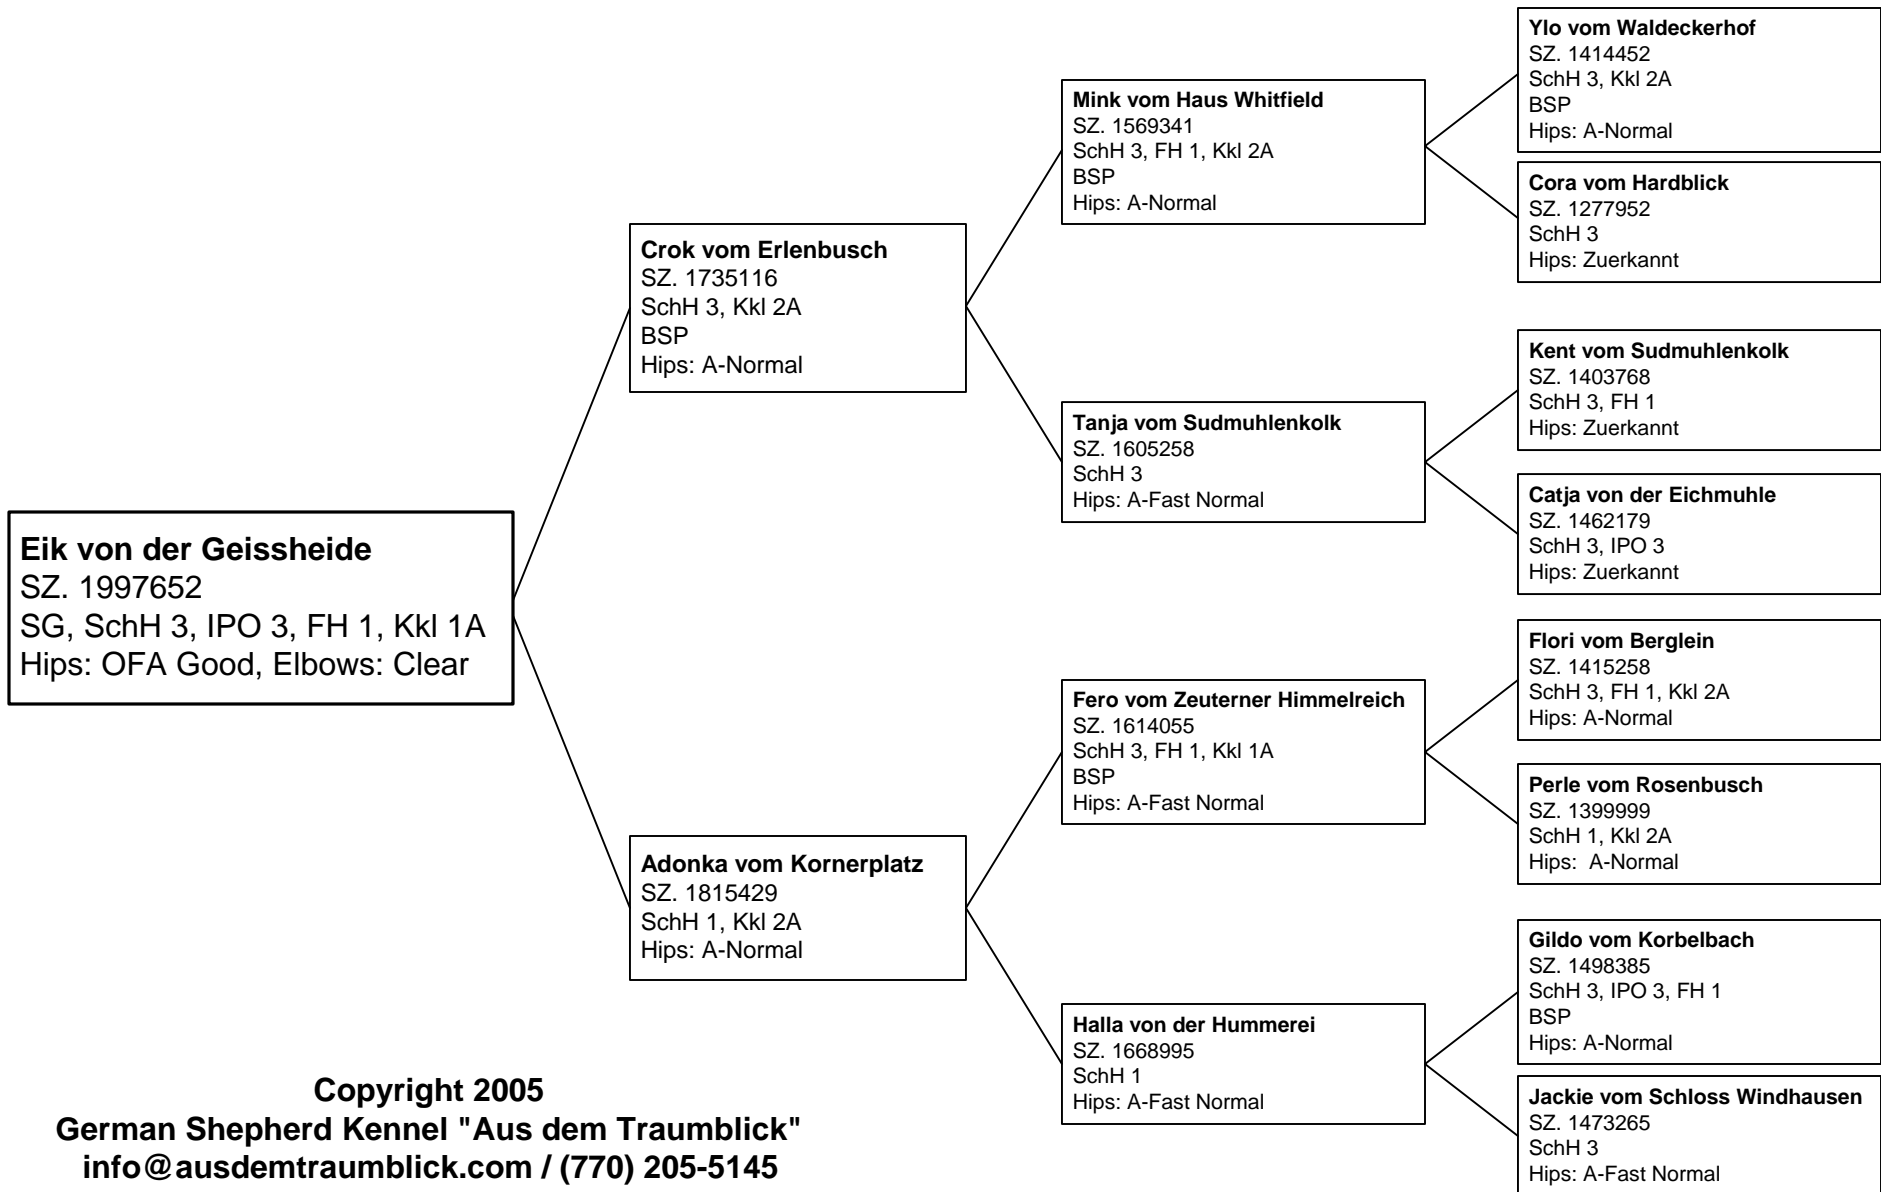 Eik von der Geissheide
SZ. 1997652
SG, SchH 3, IPO 3, FH 1, Kkl 1A
Hips: OFA Good, Elbows: Clear
Crok vom Erlenbusch
SZ. 1735116
SchH 3, Kkl 2A
BSP
Hips: A-Normal
Adonka vom Kornerplatz
SZ. 1815429
SchH 1, Kkl 2A
Hips: A-Normal
Mink vom Haus Whitfield
SZ. 1569341
SchH 3, FH 1, Kkl 2A
BSP
Hips: A-Normal
Tanja vom Sudmuhlenkolk
SZ. 1605258
SchH 3
Hips: A-Fast Normal
Fero vom Zeuterner Himmelreich
SZ. 1614055
SchH 3, FH 1, Kkl 1A
BSP
Hips: A-Fast Normal
Halla von der Hummerei
SZ. 1668995
SchH 1
Hips: A-Fast Normal
Ylo vom Waldeckerhof
SZ. 1414452
SchH 3, Kkl 2A
BSP
Hips: A-Normal
Cora vom Hardblick
SZ. 1277952
SchH 3
Hips: Zuerkannt
Kent vom Sudmuhlenkolk
SZ. 1403768
SchH 3, FH 1
Hips: Zuerkannt
Catja von der Eichmuhle
SZ. 1462179
SchH 3, IPO 3
Hips: Zuerkannt
Flori vom Berglein
SZ. 1415258
SchH 3, FH 1, Kkl 2A
Hips: A-Normal
Perle vom Rosenbusch
SZ. 1399999
SchH 1, Kkl 2A
Hips:  A-Normal
Gildo vom Korbelbach
SZ. 1498385
SchH 3, IPO 3, FH 1
BSP
Hips: A-Normal
Jackie vom Schloss Windhausen
SZ. 1473265
SchH 3
Hips: A-Fast Normal
Copyright 2005
German Shepherd Kennel "Aus dem Traumblick"
info@ausdemtraumblick.com / (770) 205-5145